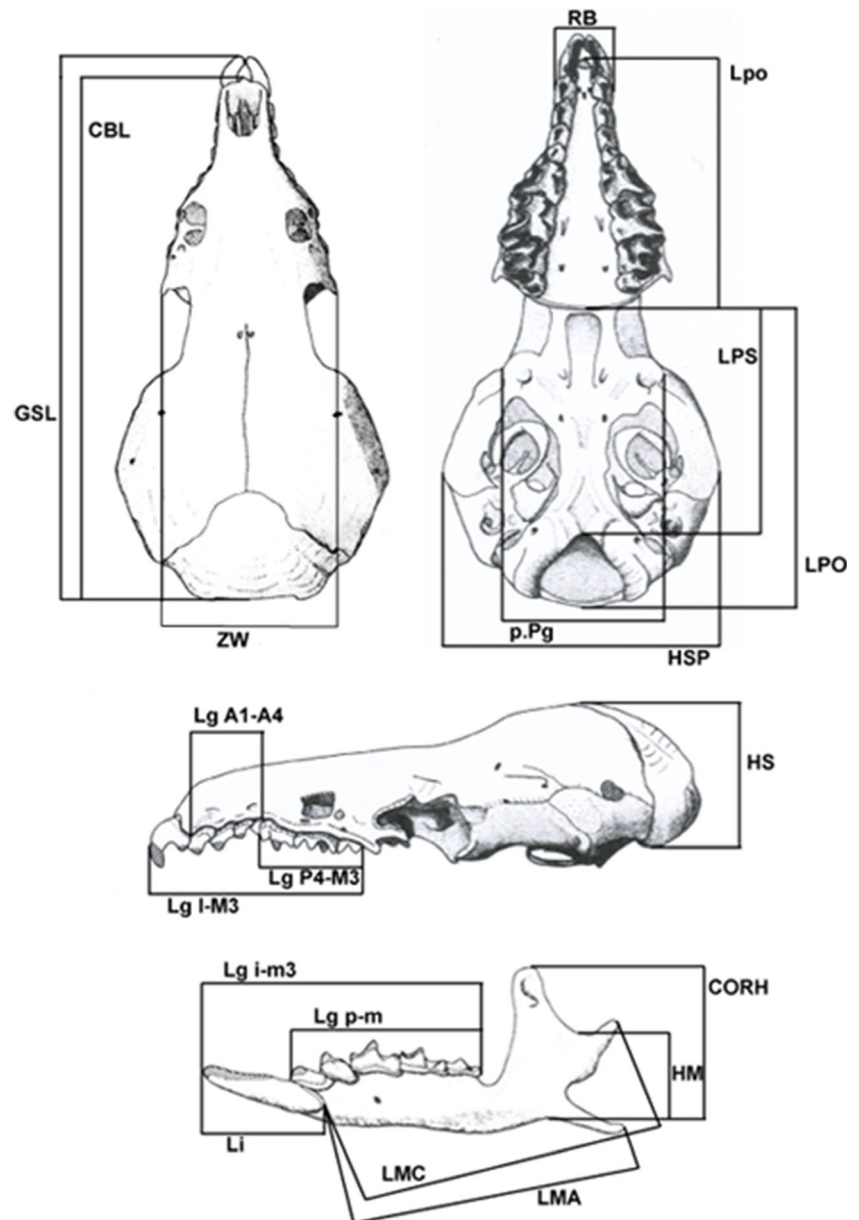 RB
Lpo
CBL
LPS
GSL
LPO
ZW
p.Pg
HSP
Lg A1-A4
HS
Lg P4-M3
Lg I-M3
Lg i-m3
CORH
Lg p-m
HM
Li
LMC
LMA